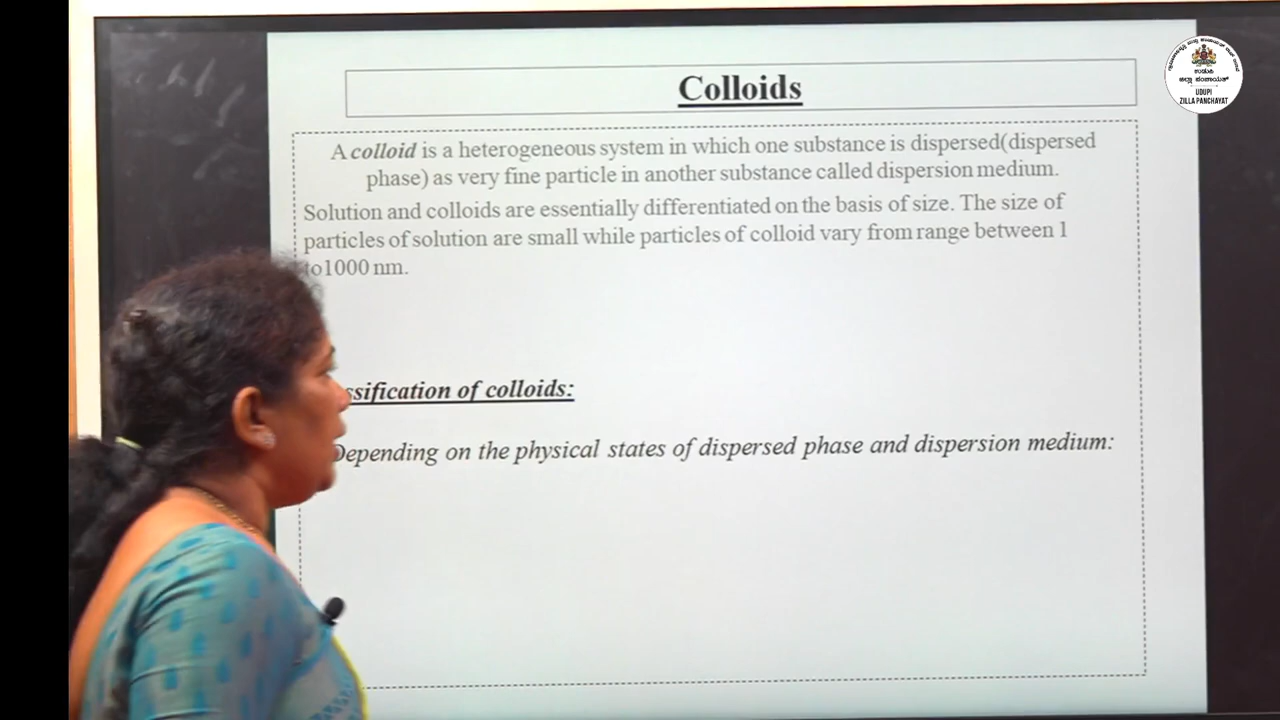 Colloids
A colloid is a heterogeneous system in which one substance is dispersed(dispersed
phase) as very fine particle in another substance called dispersion medium.
Solution and colloids are essentially differentiated on the basis of size. The size of
particles of solution are small while particles of colloid vary from range between 1
to1000 nm.
ssification of colloids:
Depending on the physical states of dispersed phase and dispersion medium:
ಉಡುಪಿ
ಜಿಲ್ಲಾ ಪಂಚಾಯತ್
UDUPI
ZILLA PANCHAYAT